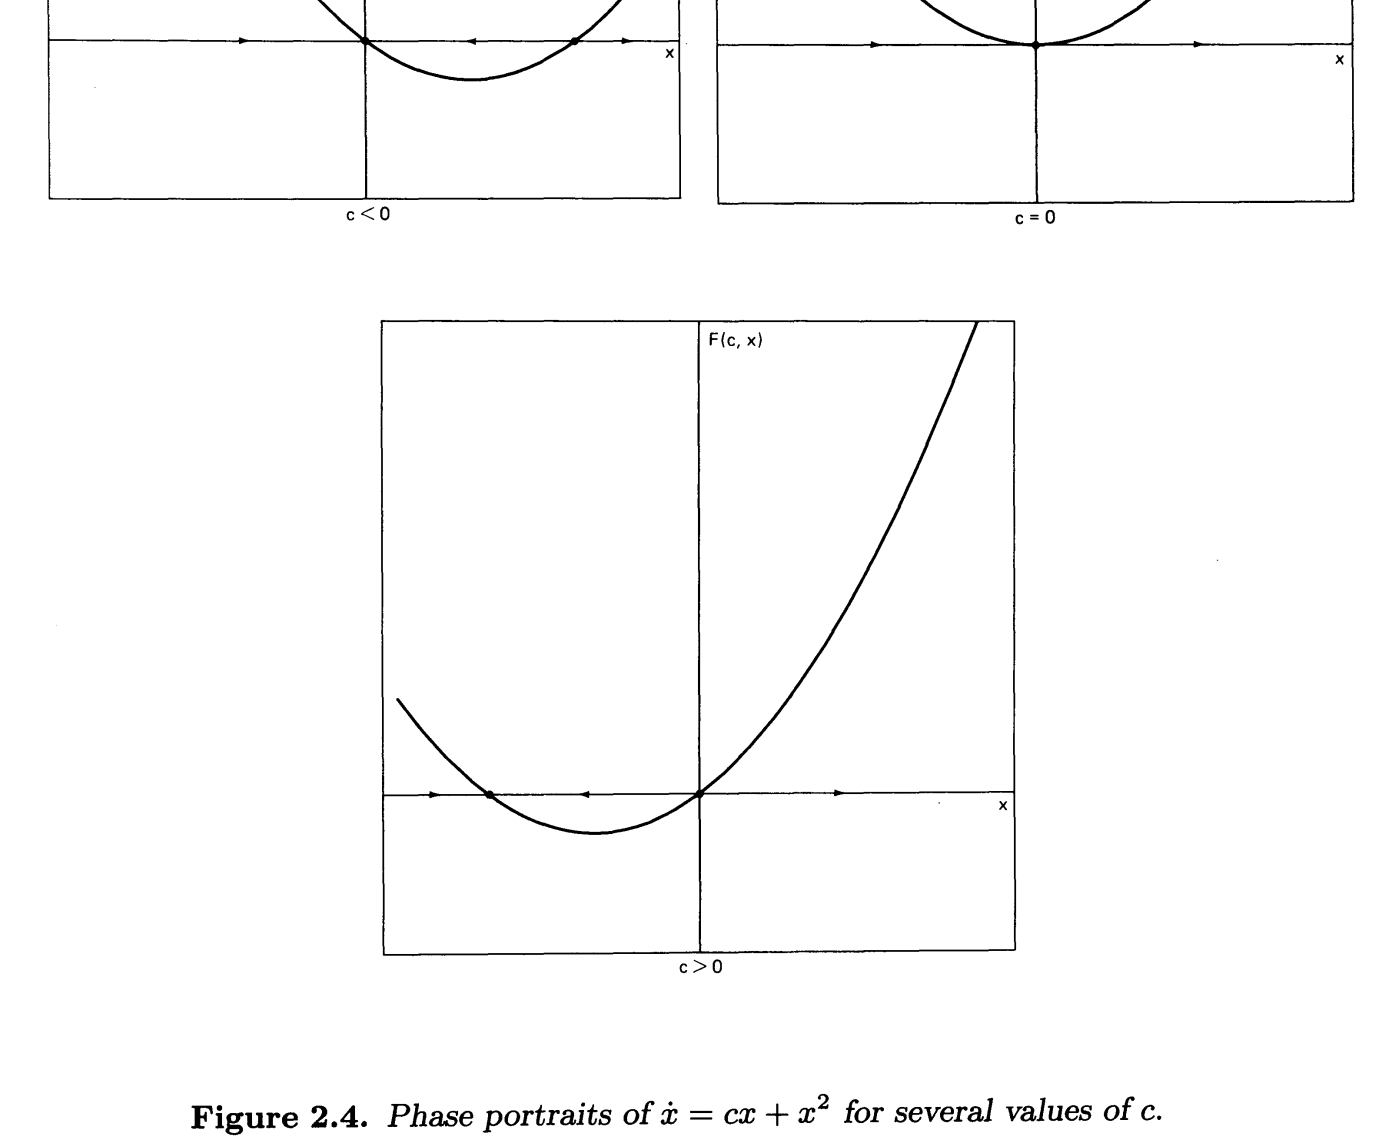 x
x
c < 0
c = 0
F(c, x)
x
c > 0
Figure 2.4. Phase portraits of ẋ = cx + x² for several values of c.